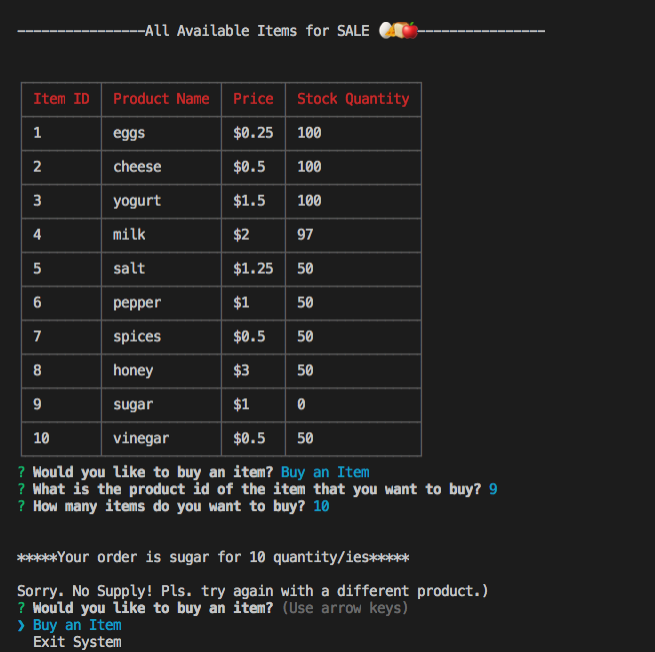 ----------------All Available Items for SALE 🥚🍞🍎----------------
Item ID Product Name Price Stock Quantity
1 eggs $0.25 100
2 cheese $0.5 100
3 yogurt $1.5 100
4 milk $2 97
5 salt $1.25 50
6 pepper $1 50
7 spices $0.5 50
8 honey $3 50
9 sugar $1 0
10 vinegar $0.5 50
? Would you like to buy an item? Buy an Item
? What is the product id of the item that you want to buy? 9
? How many items do you want to buy? 10
*****Your order is sugar for 10 quantity/ies*****
Sorry. No Supply! Pls. try again with a different product.)
? Would you like to buy an item? (Use arrow keys)
❯ Buy an Item
Exit System